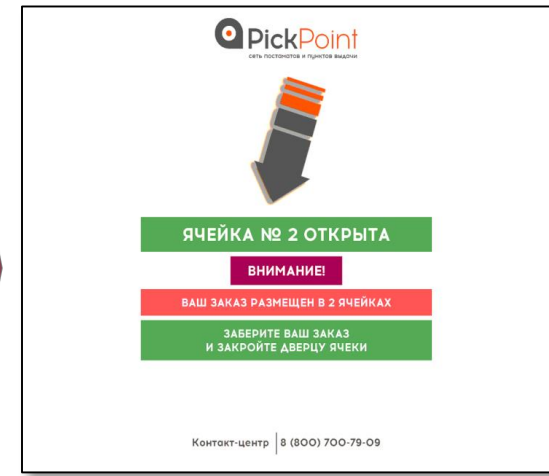 PickPoint
сеть постаматов и пунктов выдачи
ЯЧЕЙКА № 2 ОТКРЫТА
ВНИМАНИЕ!
ВАШ ЗАКАЗ РАЗМЕЩЕН В 2 ЯЧЕЙКАХ
ЗАБЕРИТЕ ВАШ ЗАКАЗ
И ЗАКРОЙТЕ ДВЕРЦУ ЯЧЕКИ
Контакт-центр 8 (800) 700-79-09